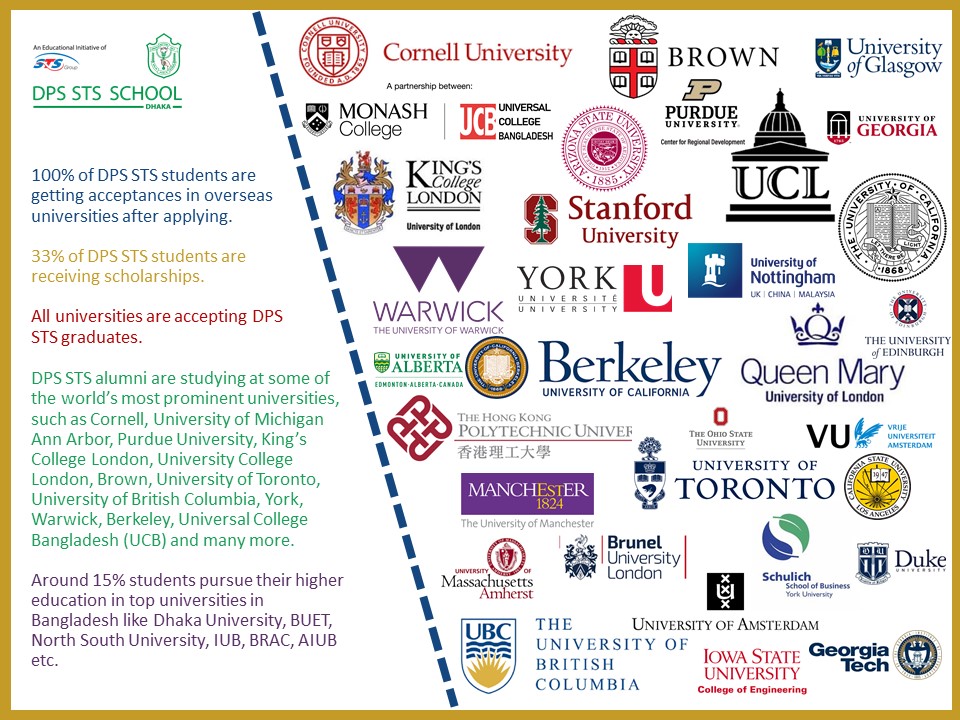 An Educational Initiative of
STS Group
DPS STS SCHOOL
DHAKA
100% of DPS STS students are
getting acceptances in overseas
universities after applying.
33% of DPS STS students are
receiving scholarships.
All universities are accepting DPS
STS graduates.
DPS STS alumni are studying at some of
the world's most prominent universities,
such as Cornell, University of Michigan
Ann Arbor, Purdue University, King's
College London, University College
London, Brown, University of Toronto,
University of British Columbia, York,
Warwick, Berkeley, Universal College
Bangladesh (UCB) and many more.
Around 15% students pursue their higher
education in top universities in
Bangladesh like Dhaka University, BUET,
North South University, IUB, BRAC, AIUB
etc.
CORNELL UNIVERSITY
FOUNDED A.D. 1865
Cornell University
BROWN
University
of Glasgow
A partnership between:
MONASH
College
UCB
UNIVERSAL
COLLEGE
BANGLADESH
ARIZONA STATE UNIVERSITY
1885
P
PURDUE
UNIVERSITY
Center for Regional Development
UCL
UNIVERSITY OF
GEORGIA
KING'S
College
LONDON
University of London
Stanford
University
THE UNIVERSITY OF CALIFORNIA
LET THERE BE LIGHT
1868
W
WARWICK
THE UNIVERSITY OF WARWICK
YORK
UNIVERSITÉ
UNIVERSITY
U
University of
Nottingham
UK | CHINA | MALAYSIA
THE UNIVERSITY
of EDINBURGH
UNIVERSITY OF
ALBERTA
EDMONTON·ALBERTA·CANADA
Berkeley
UNIVERSITY OF CALIFORNIA
Queen Mary
University of London
THE HONG KONG
POLYTECHNIC UNIVER
香港理工大學
THE OHIO STATE
UNIVERSITY
VU
VRIJE
UNIVERSITEIT
AMSTERDAM
MANCHESTER
1824
The University of Manchester
UNIVERSITY OF
TORONTO
CALIFORNIA STATE UNIVERSITY
1947
LOS ANGELES
UNIVERSITY OF
Massachusetts
Amherst
Brunel
University
London
Schulich
School of Business
York University
Duke
UNIVERSITY
UNIVERSITY OF AMSTERDAM
UBC
THE
UNIVERSITY OF
BRITISH
COLUMBIA
IOWA STATE
UNIVERSITY
College of Engineering
Georgia
Tech